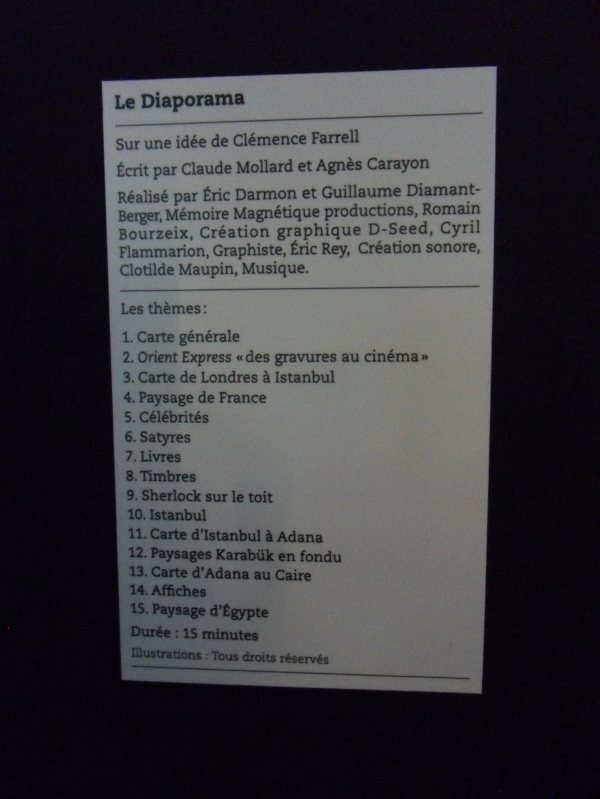 Le Diaporama
Sur une idée de Clémence Farrell
Écrit par Claude Mollard et Agnès Carayon
Réalisé par Éric Darmon et Guillaume Diamant-
Berger, Mémoire Magnétique productions, Romain
Bourzeix, Création graphique D-Seed, Cyril
Flammarion, Graphiste, Éric Rey, Création sonore,
Clotilde Maupin, Musique.
Les thèmes :
1. Carte générale
2. Orient Express « des gravures au cinéma »
3. Carte de Londres à Istanbul
4. Paysage de France
5. Célébrités
6. Satyres
7. Livres
8. Timbres
9. Sherlock sur le toit
10. Istanbul
11. Carte d'Istanbul à Adana
12. Paysages Karabük en fondu
13. Carte d'Adana au Caire
14. Affiches
15. Paysage d'Égypte
Durée : 15 minutes
Illustrations : Tous droits réservés